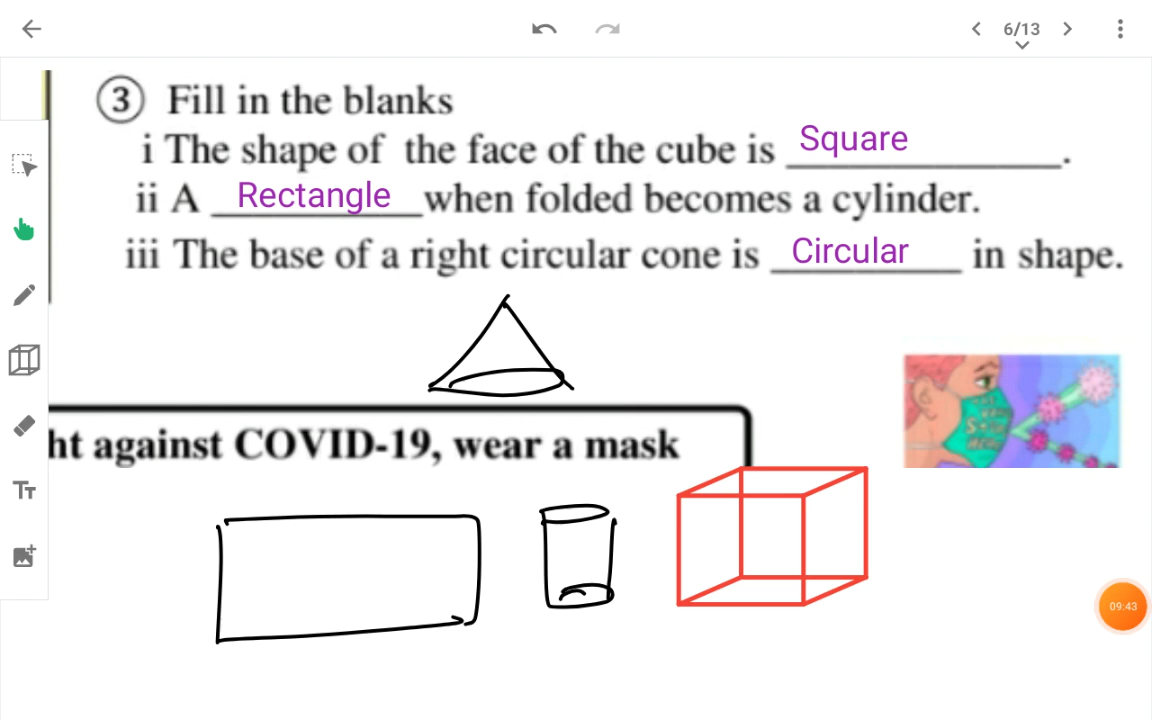 6/13
3 Fill in the blanks
i The shape of the face of the cube is Square.
ii A Rectangle when folded becomes a cylinder.
iii The base of a right circular cone is Circular in shape.
ht against COVID-19, wear a mask
Tт
09:43